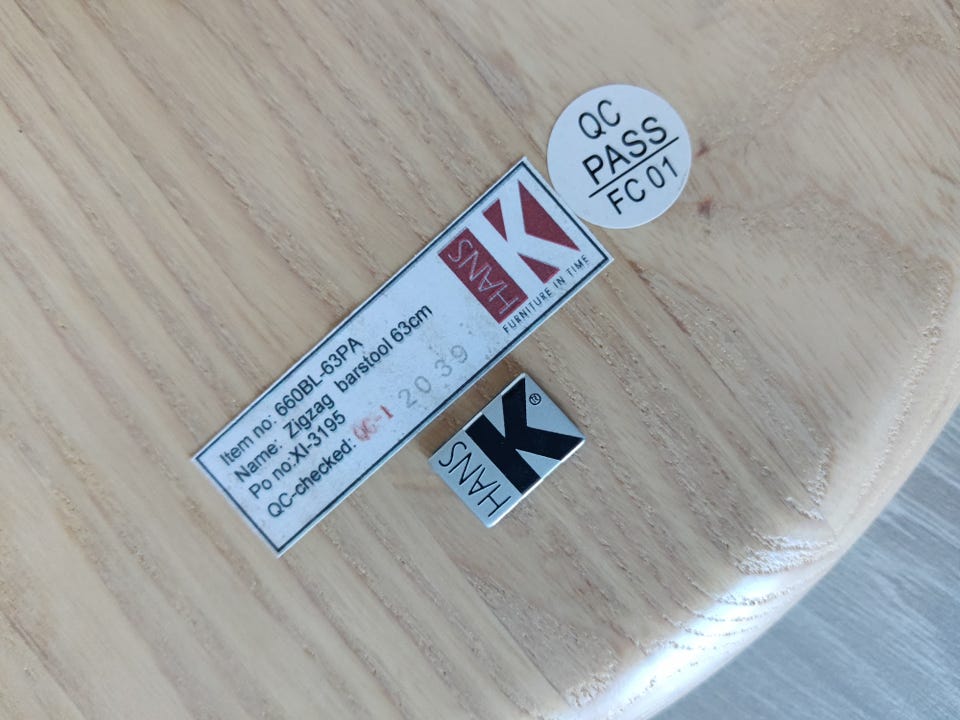 QC
PASS
FC 01
HANS K
FURNITURE IN TIME
Item no: 660BL-63PA
Name: Zigzag barstool 63cm
Po no:XI-3195
QC-checked: QC-1 2039
HANS K®